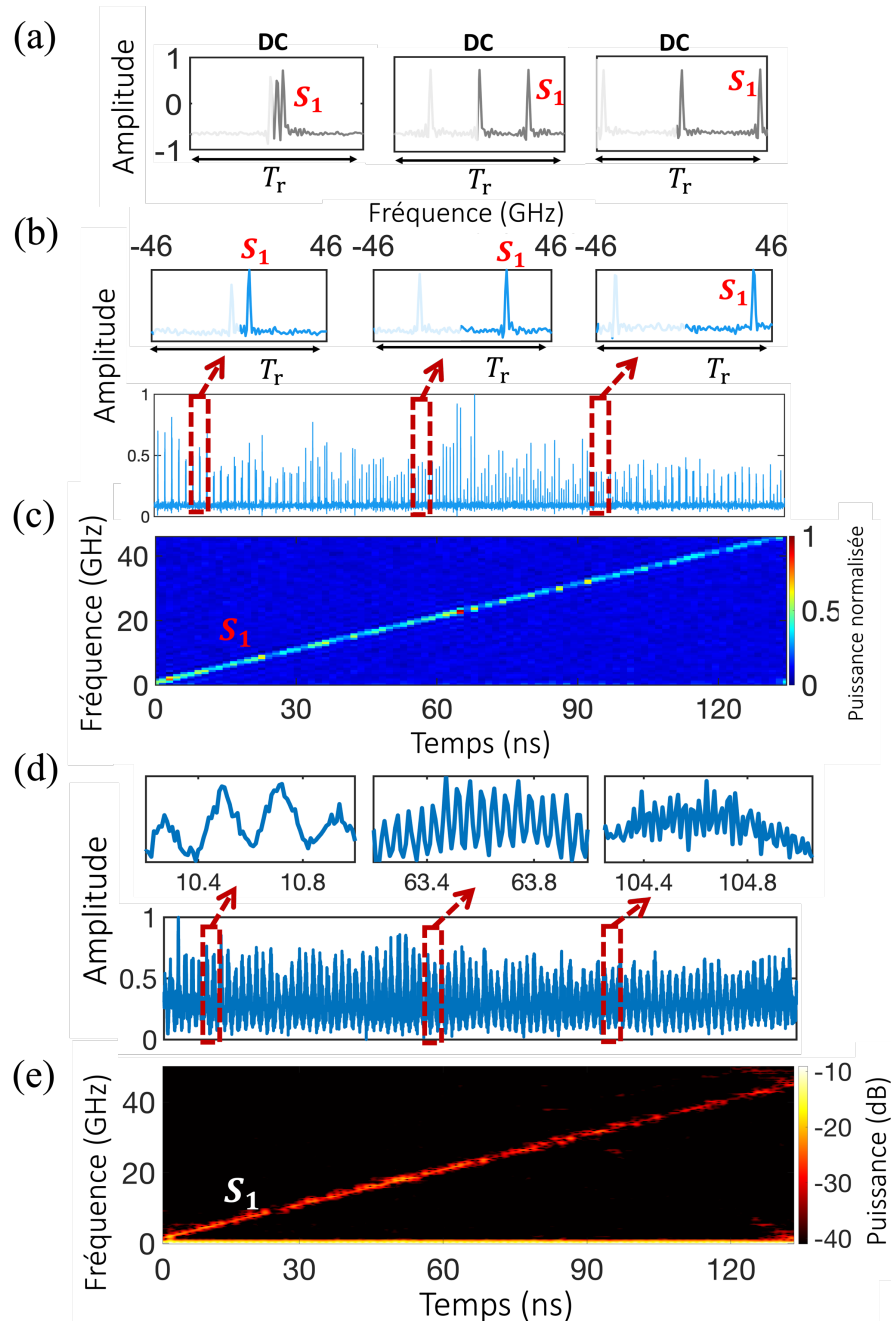 (a)
DC DC DC
Amplitude
1
0
-1
S₁ S₁ S₁
Tᵣ Tᵣ Tᵣ
(b)
Fréquence (GHz)
-46 46 -46 46 -46 46
S₁ S₁ S₁
Amplitude
Tᵣ Tᵣ Tᵣ
1
0.5
0
(c)
Fréquence (GHz)
40
20
0
S₁
1
0.5
0
Puissance normalisée
0 30 60 90 120
Temps (ns)
(d)
Amplitude
10.4 10.8 63.4 63.8 104.4 104.8
1
0.5
0
(e)
Fréquence (GHz)
40
20
0
S₁
-10
-20
-30
-40
Puissance (dB)
0 30 60 90 120
Temps (ns)